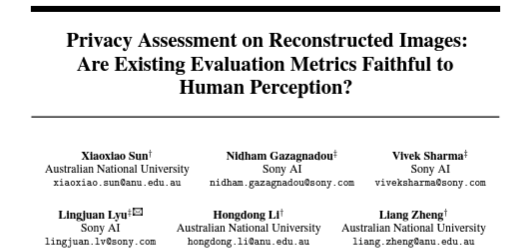 Privacy Assessment on Reconstructed Images:
Are Existing Evaluation Metrics Faithful to
Human Perception?
Xiaoxiao Sun† Nidham Gazagnadou‡ Vivek Sharma‡
Australian National University Sony AI Sony AI
xiaoxiao.sun@anu.edu.au nidham.gazagnadou@sony.com viveksharma@sony.com
Lingjuan Lyu‡✉ Hongdong Li† Liang Zheng†
Sony AI Australian National University Australian National University
lingjuan.lv@sony.com hongdong.li@anu.edu.au liang.zheng@anu.edu.au